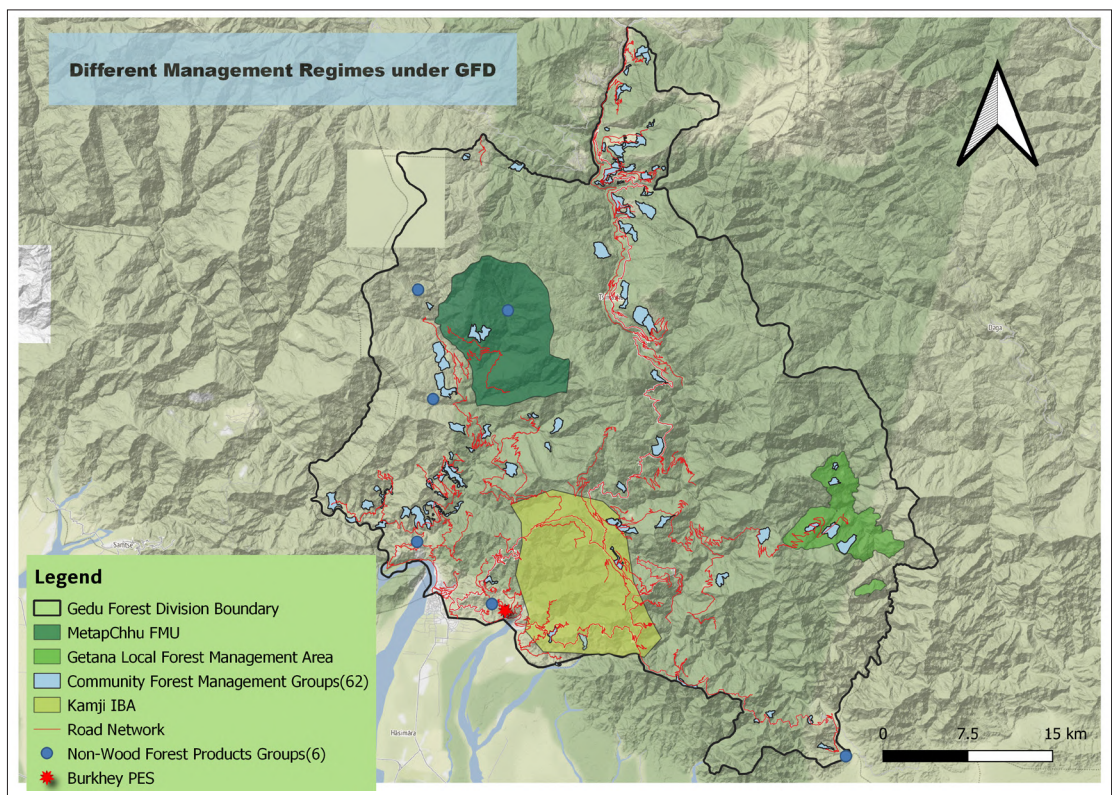 Different Management Regimes under GFD
Daga
Samtse
Hasimara
Legend
Gedu Forest Division Boundary
MetapChhu FMU
Getana Local Forest Management Area
Community Forest Management Groups(62)
Kamji IBA
Road Network
Non-Wood Forest Products Groups(6)
Burkhey PES
0 7.5 15 km